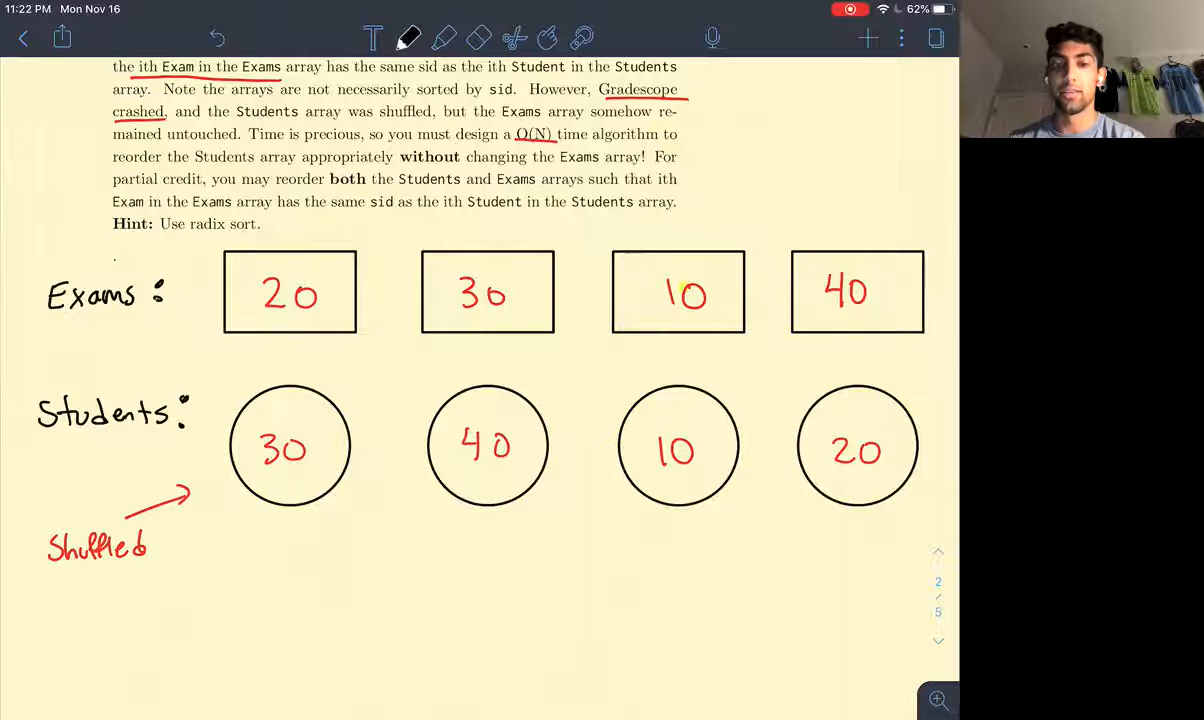 11:22 PM Mon Nov 16
62%
the ith Exam in the Exams array has the same sid as the ith Student in the Students
array. Note the arrays are not necessarily sorted by sid. However, Gradescope
crashed, and the Students array was shuffled, but the Exams array somehow re-
mained untouched. Time is precious, so you must design a O(N) time algorithm to
reorder the Students array appropriately without changing the Exams array! For
partial credit, you may reorder both the Students and Exams arrays such that ith
Exam in the Exams array has the same sid as the ith Student in the Students array.
Hint: Use radix sort.
Exams: 20 30 10 40
Students: 30 40 10 20
Shuffled
2
/
5